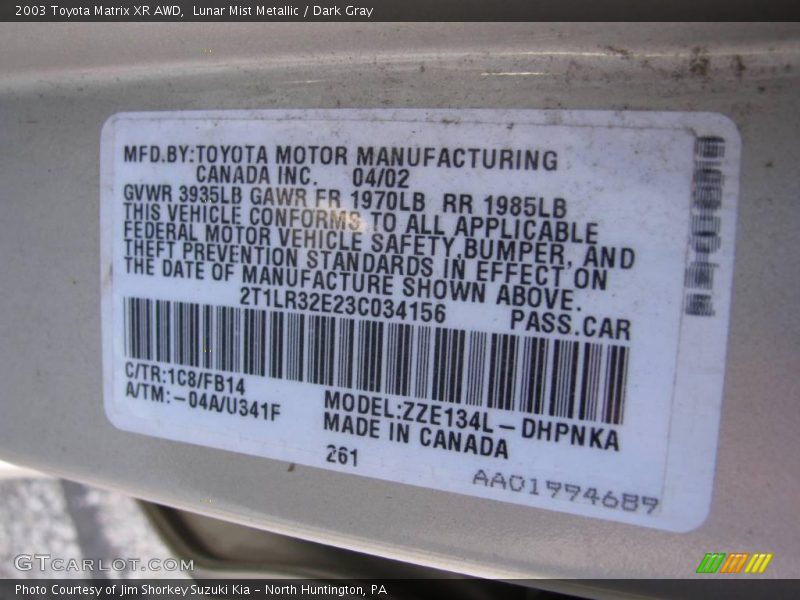 2003 Toyota Matrix XR AWD,  Lunar Mist Metallic / Dark Gray
MFD.BY:TOYOTA MOTOR MANUFACTURING
CANADA INC.   04/02
GVWR 3935LB GAWR FR 1970LB  RR 1985LB
THIS VEHICLE CONFORMS TO ALL APPLICABLE
FEDERAL MOTOR VEHICLE SAFETY,BUMPER, AND
THEFT PREVENTION STANDARDS IN EFFECT ON
THE DATE OF MANUFACTURE SHOWN ABOVE.
2T1LR32E23C034156   PASS.CAR
C/TR:1C8/FB14
A/TM:-04A/U341F
MODEL:ZZE134L-DHPNKA
MADE IN CANADA
261
AA01994689
GTCARLOT.COM
Photo Courtesy of Jim Shorkey Suzuki Kia - North Huntington, PA